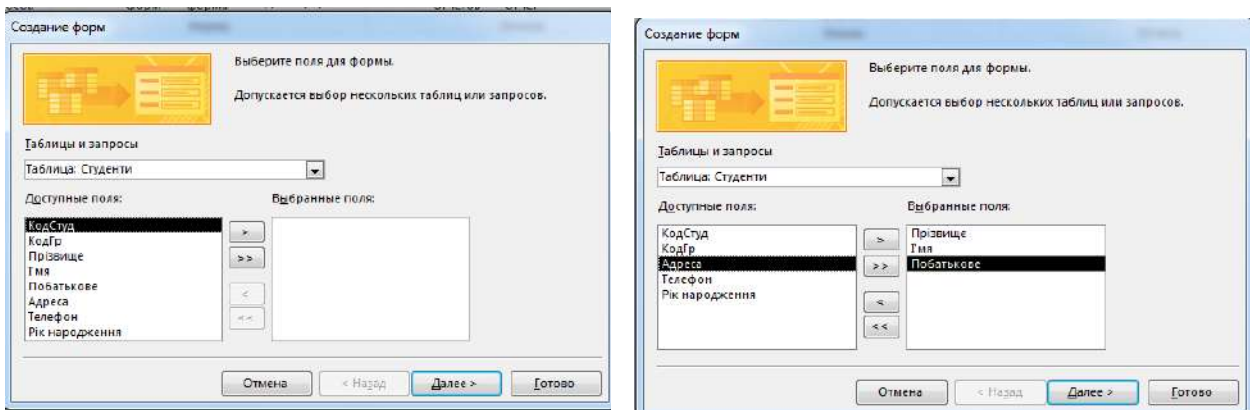 Создание форм
Выберите поля для формы.
Допускается выбор нескольких таблиц или запросов.
Таблицы и запросы
Таблица: Студенти
Доступные поля:
Выбранные поля:
КодСтуд
КодГр
Прізвище
Імя
Побатькове
Адреса
Телефон
Рік народження
>
>>
<
<<
Отмена
< Назад
Далее >
Готово
Создание форм
Выберите поля для формы.
Допускается выбор нескольких таблиц или запросов.
Таблицы и запросы
Таблица: Студенти
Доступные поля:
Выбранные поля:
КодСтуд
КодГр
Адреса
Телефон
Рік народження
>
>>
<
<<
Прізвище
Імя
Побатькове
Отмена
< Назад
Далее >
Готово